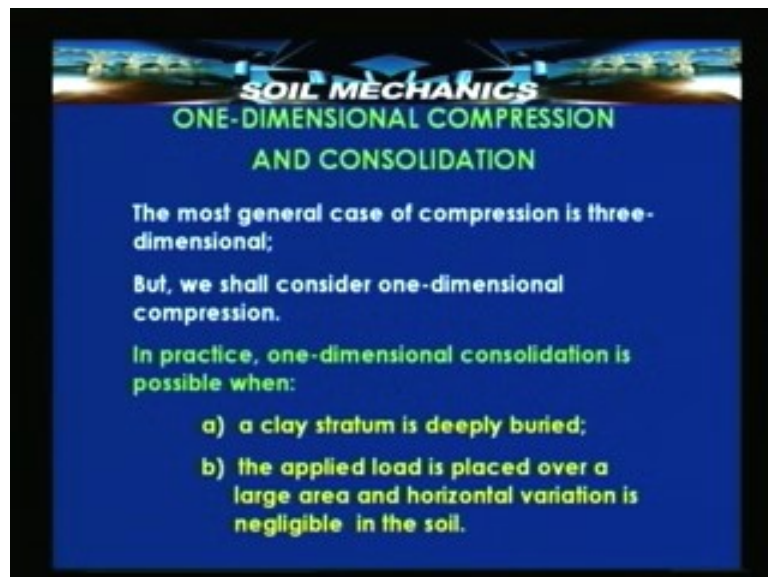 SOIL MECHANICS
ONE-DIMENSIONAL COMPRESSION
AND CONSOLIDATION
The most general case of compression is three-
dimensional;
But, we shall consider one-dimensional
compression.
In practice, one-dimensional consolidation is
possible when:
a) a clay stratum is deeply buried;
b) the applied load is placed over a
large area and horizontal variation is
negligible in the soil.